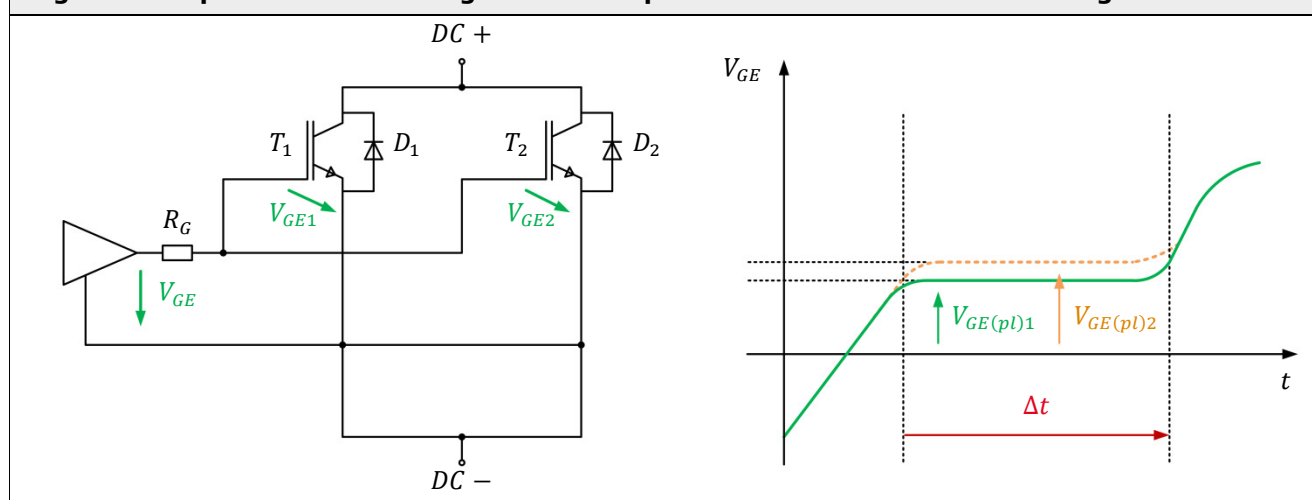 DC +
T1
D1
T2
D2
VGE1
VGE2
RG
VGE
DC −
VGE
VGE(pl)1
VGE(pl)2
t
Δt